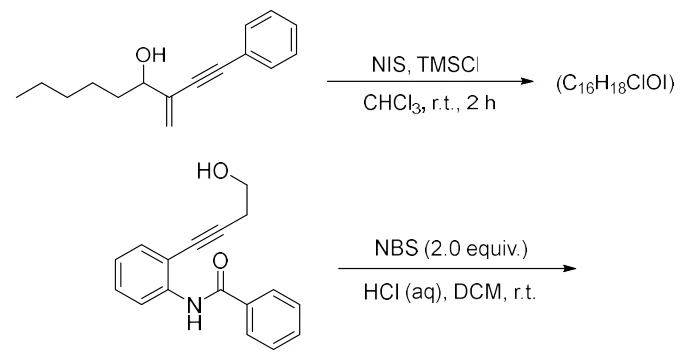 OH
NIS, TMSCl
CHCl₃, r.t., 2 h
(C₁₆H₁₈ClOI)
HO
O
N
H
NBS (2.0 equiv.)
HCl (aq), DCM, r.t.